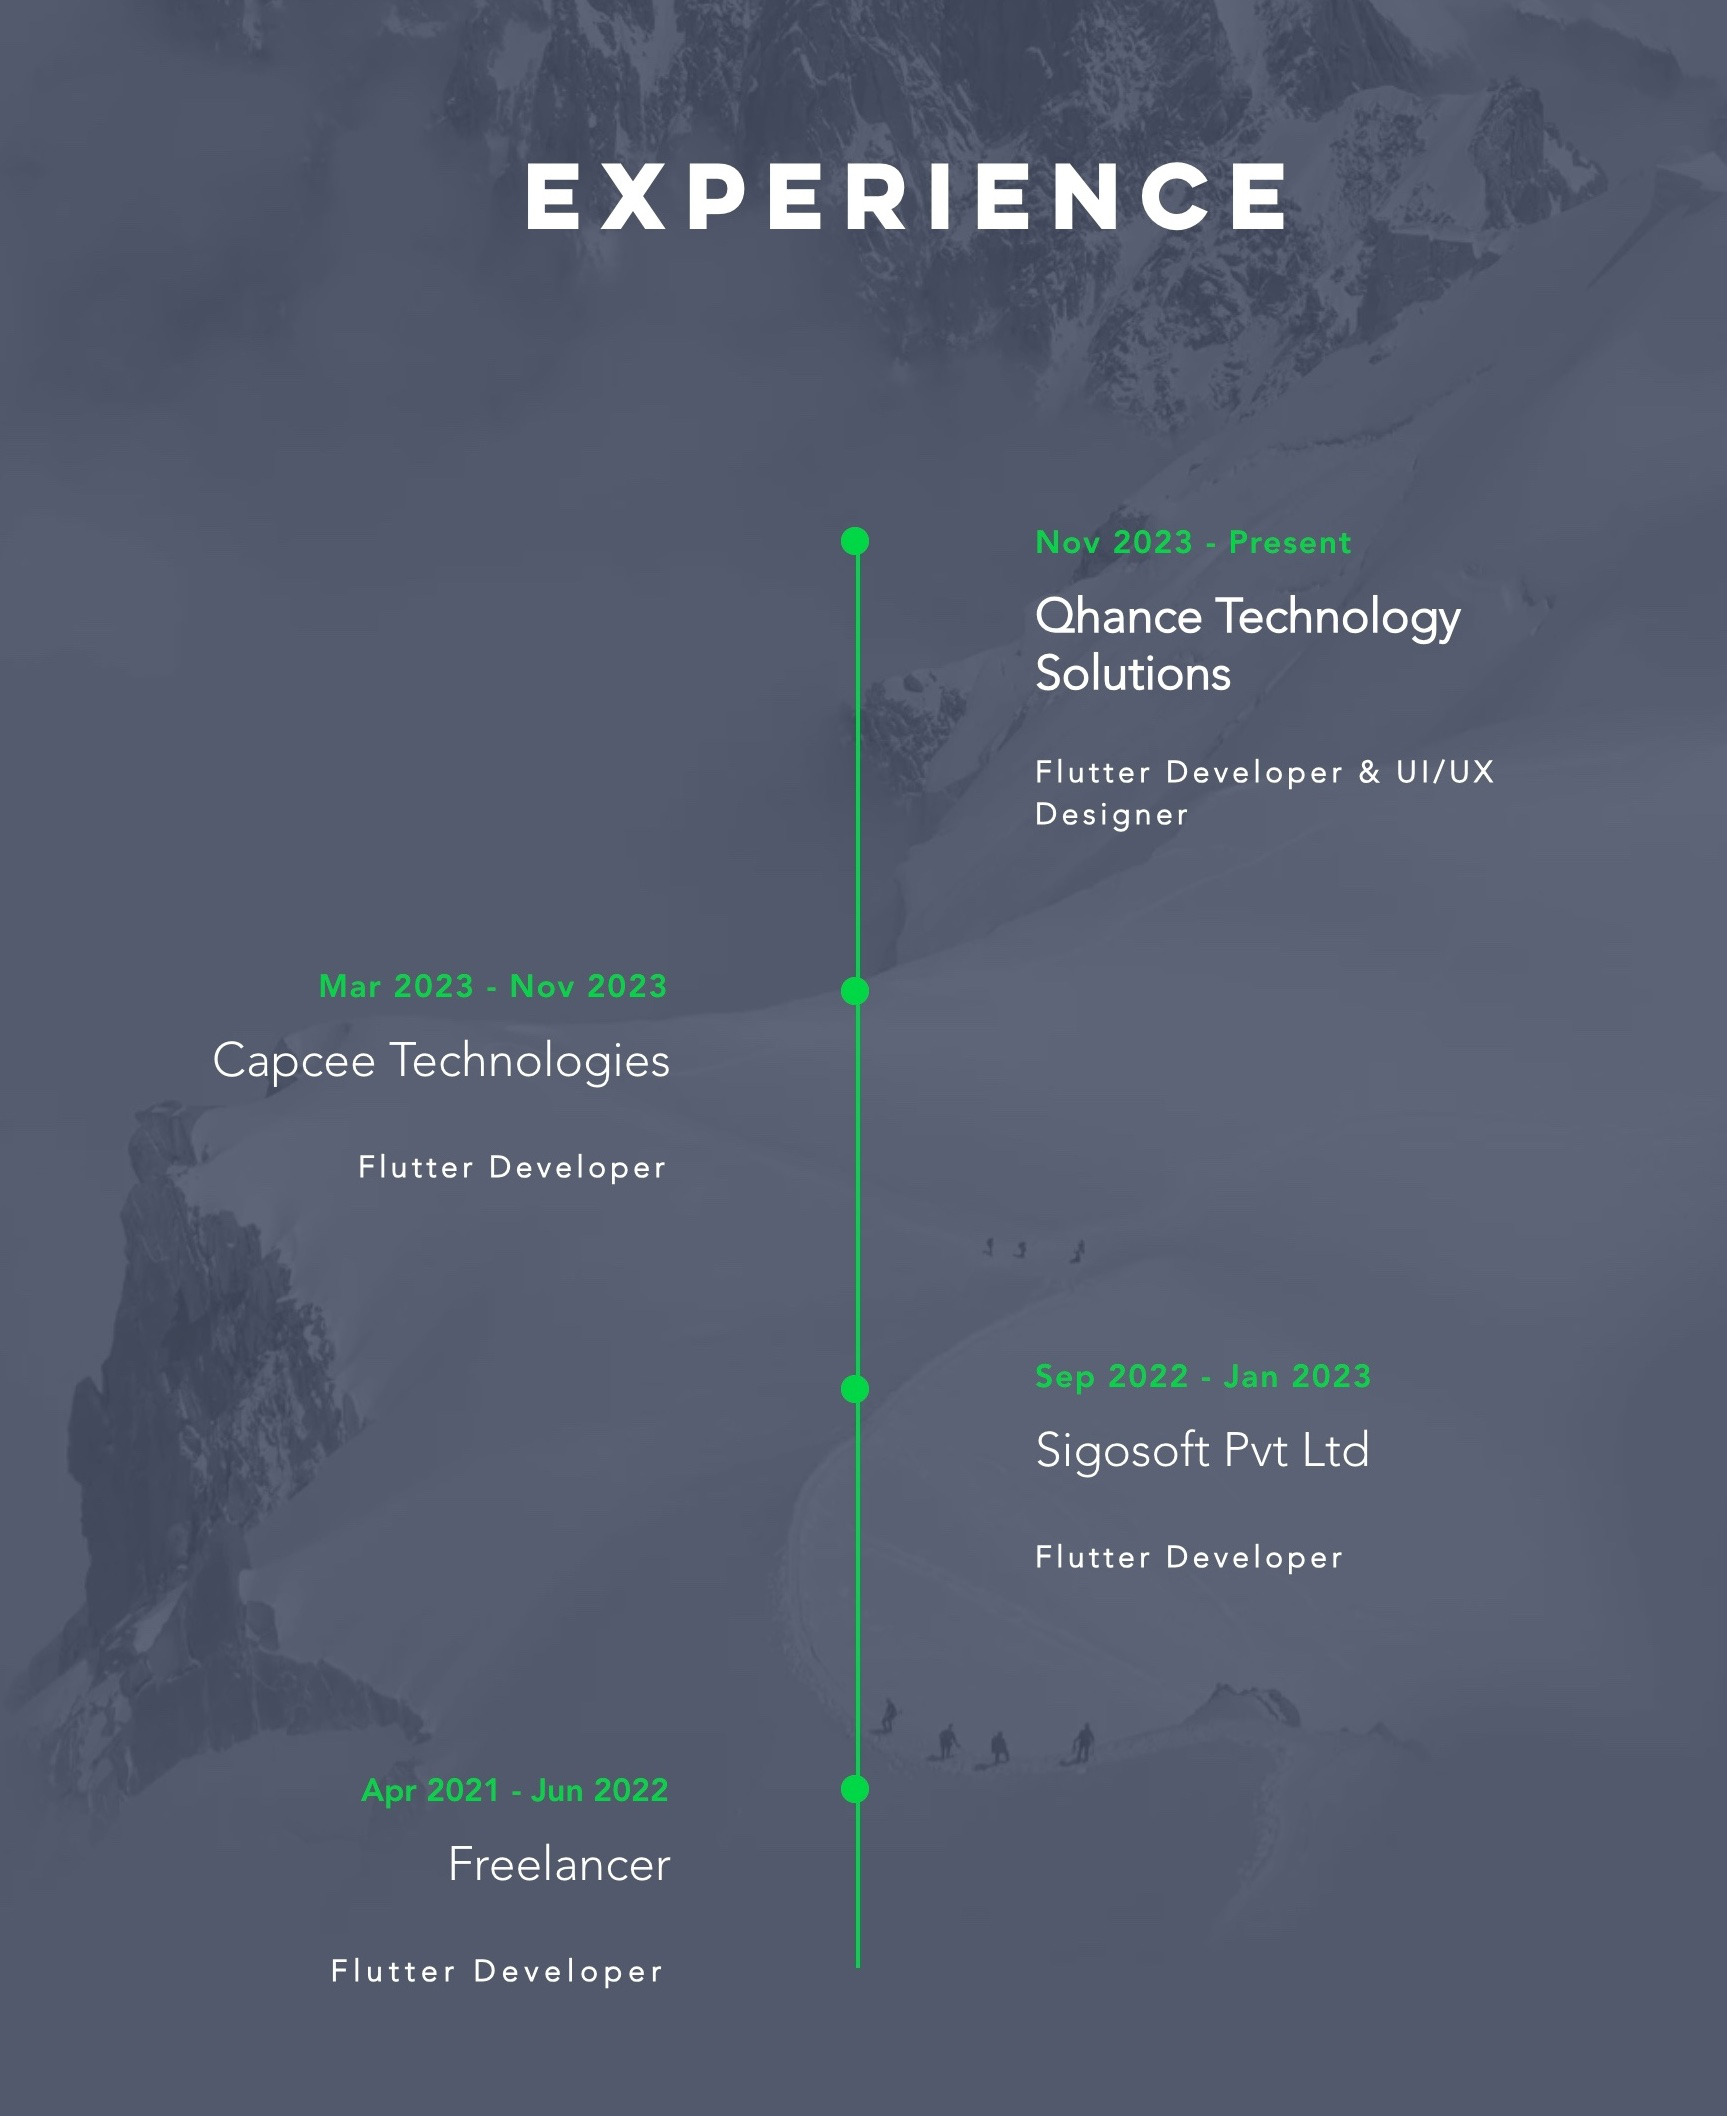 EXPERIENCE
Nov 2023 - Present
Qhance Technology
Solutions
Flutter Developer & UI/UX
Designer
Mar 2023 - Nov 2023
Capcee Technologies
Flutter Developer
Sep 2022 - Jan 2023
Sigosoft Pvt Ltd
Flutter Developer
Apr 2021 - Jun 2022
Freelancer
Flutter Developer